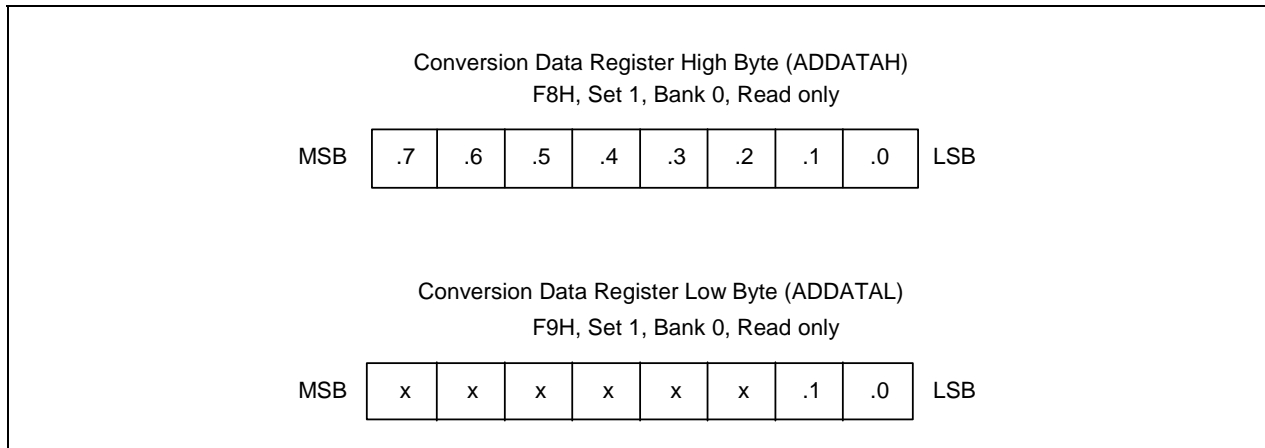 Conversion Data Register High Byte (ADDATAH)
F8H, Set 1, Bank 0, Read only
MSB .7 .6 .5 .4 .3 .2 .1 .0 LSB
Conversion Data Register Low Byte (ADDATAL)
F9H, Set 1, Bank 0, Read only
MSB x x x x x x .1 .0 LSB